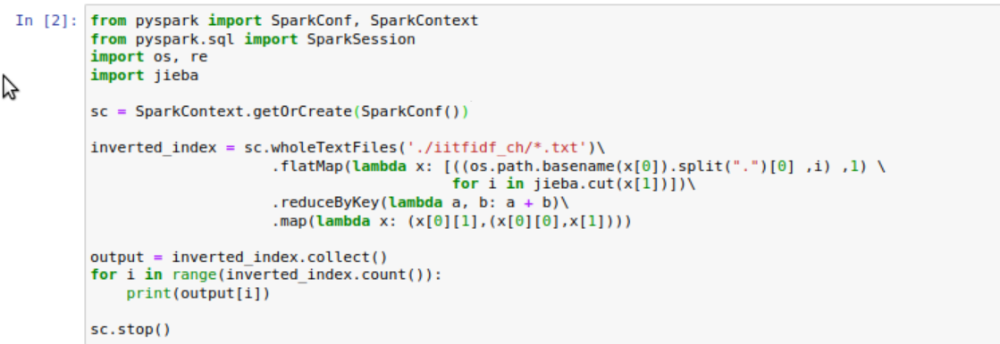 In [2]: from pyspark import SparkConf, SparkContext
from pyspark.sql import SparkSession
import os, re
import jieba
sc = SparkContext.getOrCreate(SparkConf())
inverted_index = sc.wholeTextFiles('./iitfidf_ch/*.txt')\
.flatMap(lambda x: [((os.path.basename(x[0]).split(".")[0] ,i) ,1) \
for i in jieba.cut(x[1])])\
.reduceByKey(lambda a, b: a + b)\
.map(lambda x: (x[0][1],(x[0][0],x[1])))
output = inverted_index.collect()
for i in range(inverted_index.count()):
print(output[i])
sc.stop()